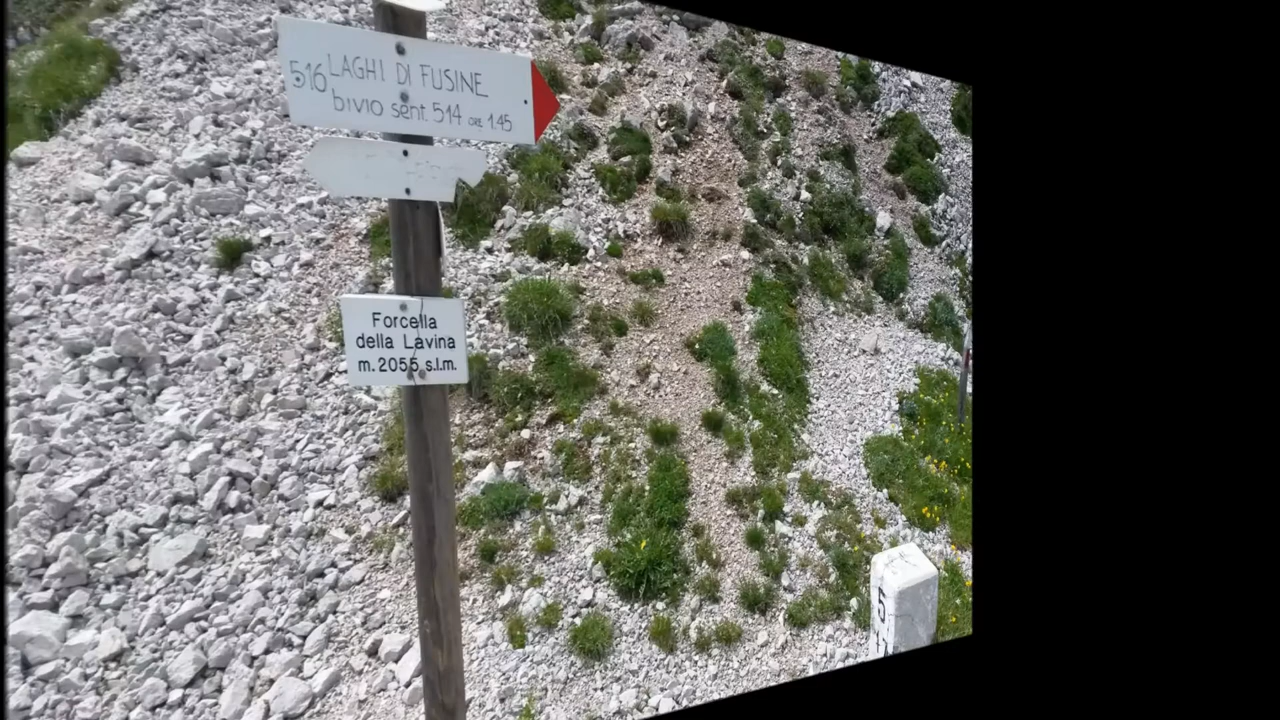 516 LAGHI DI FUSINE
bivio sent. 514 ORE 1.45
Forcella
della Lavina
m. 2055 s.l.m.